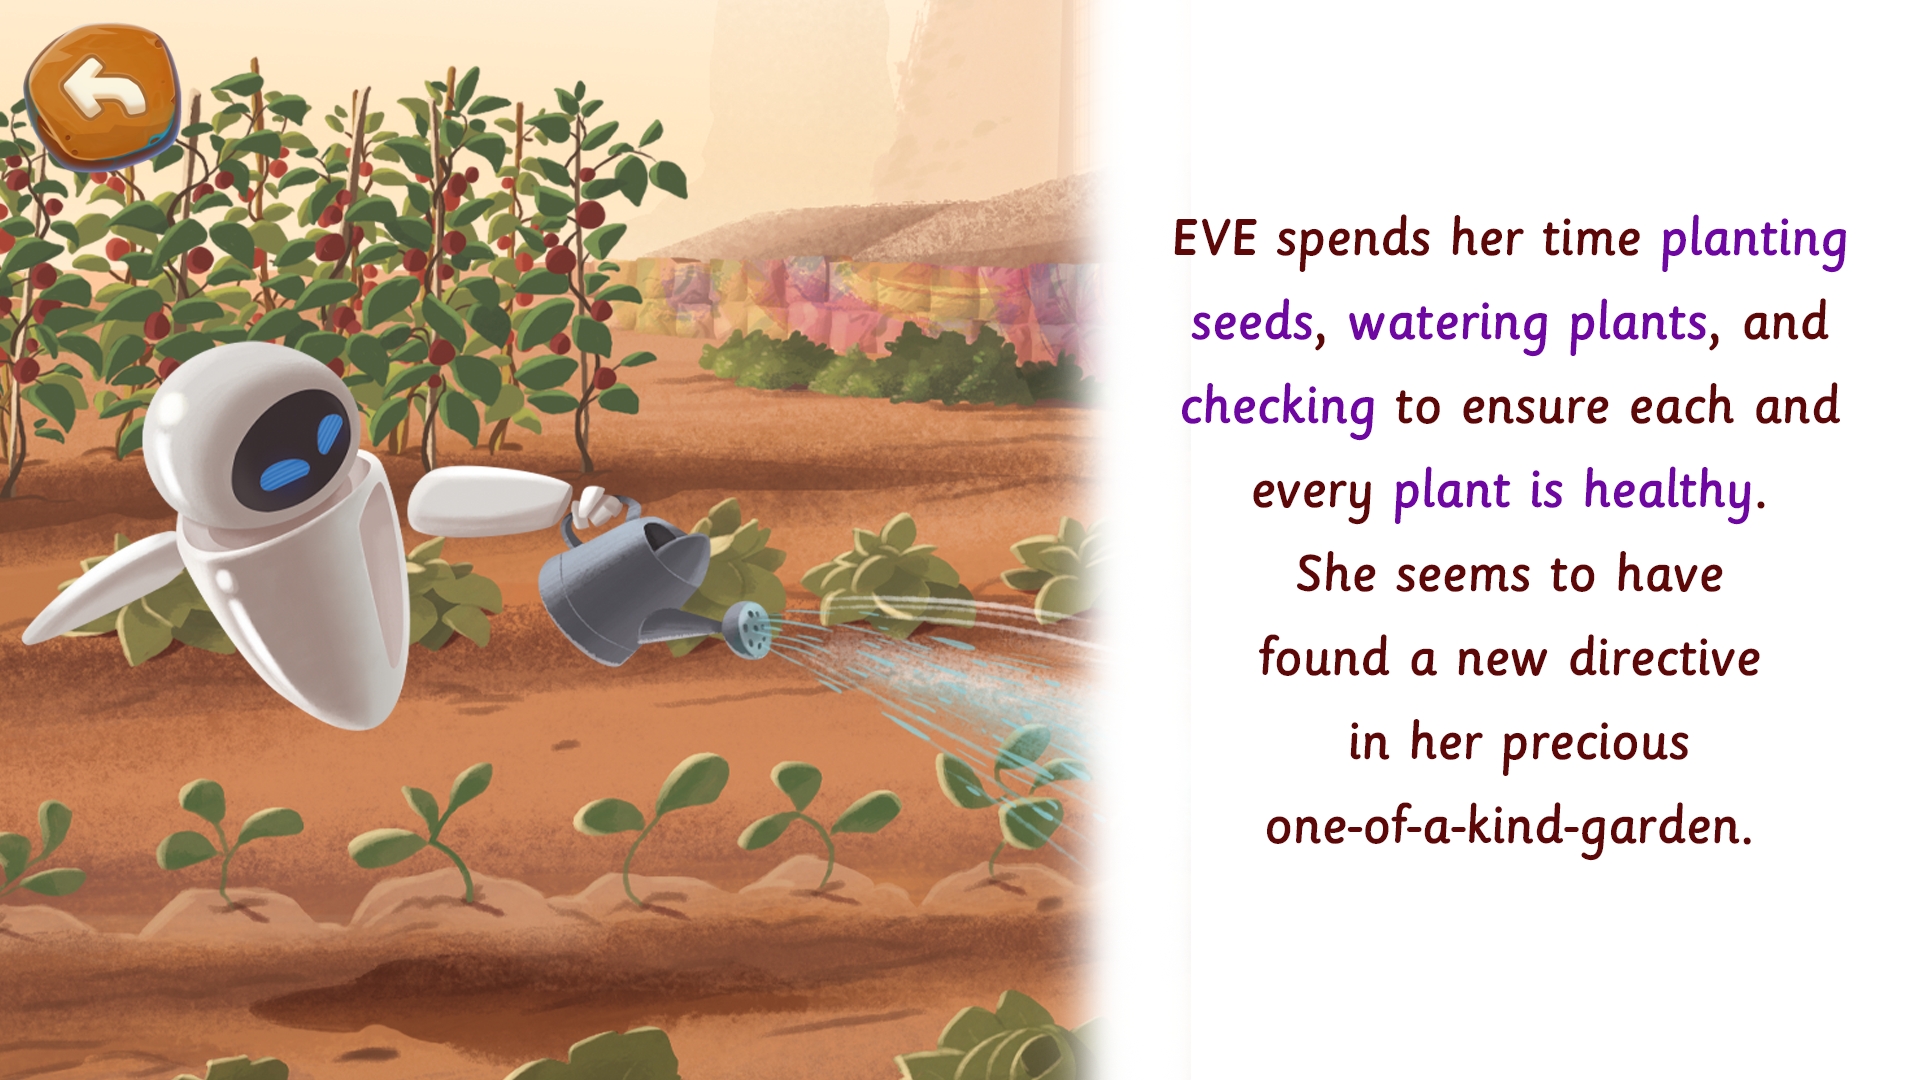 EVE spends her time planting
seeds, watering plants, and
checking to ensure each and
every plant is healthy.
She seems to have
found a new directive
in her precious
one-of-a-kind-garden.